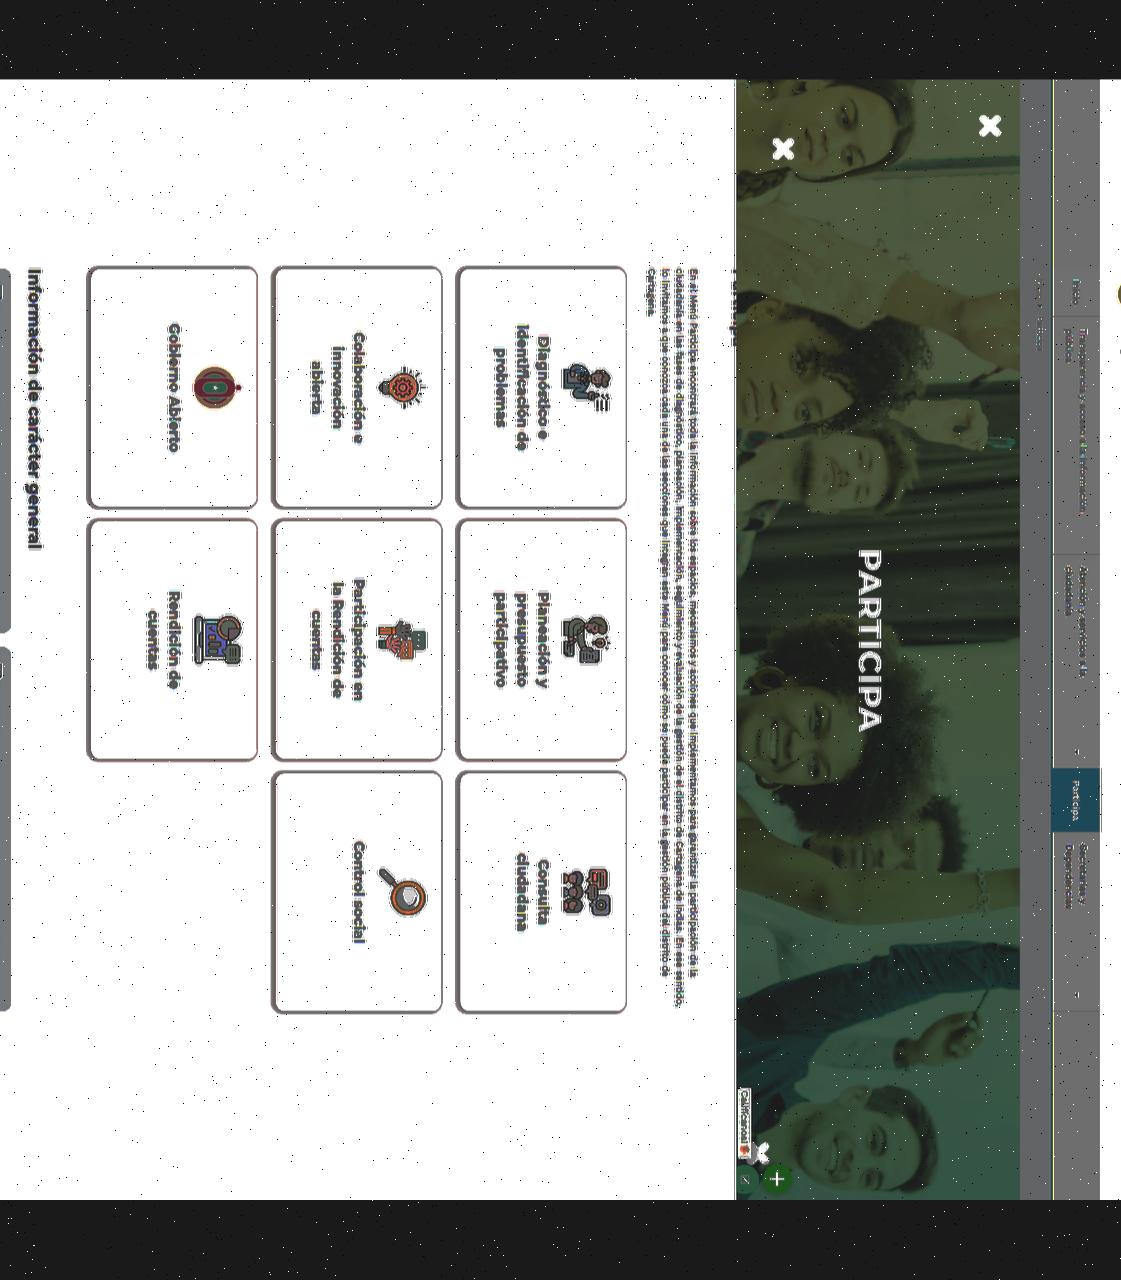 Inicio
Transparencia y acceso a la información
pública
Atención y servicios a la
ciudadanía
Participa
Secretarías y
Dependencias
PARTICIPA
Califícanos!
En el Menú Participa encontrará toda la información sobre los espacios, mecanismos y acciones que implementamos para garantizar la participación de la
ciudadanía en las fases de diagnóstico, planeación, implementación, seguimiento y evaluación de la gestión de el distrito de Cartagena de Indias. En ese sentido,
lo invitamos a que conozca cada una de las secciones que integran este Menú para conocer cómo se puede participar en la gestión pública del distrito de
Cartagena.
Diagnóstico e
identificación de
problemas
Planeación y
presupuesto
participativo
Consulta
ciudadana
Colaboración e
innovación
abierta
Participación en
la Rendición de
cuentas
Control social
Gobierno Abierto
Rendición de
cuentas
Información de carácter general